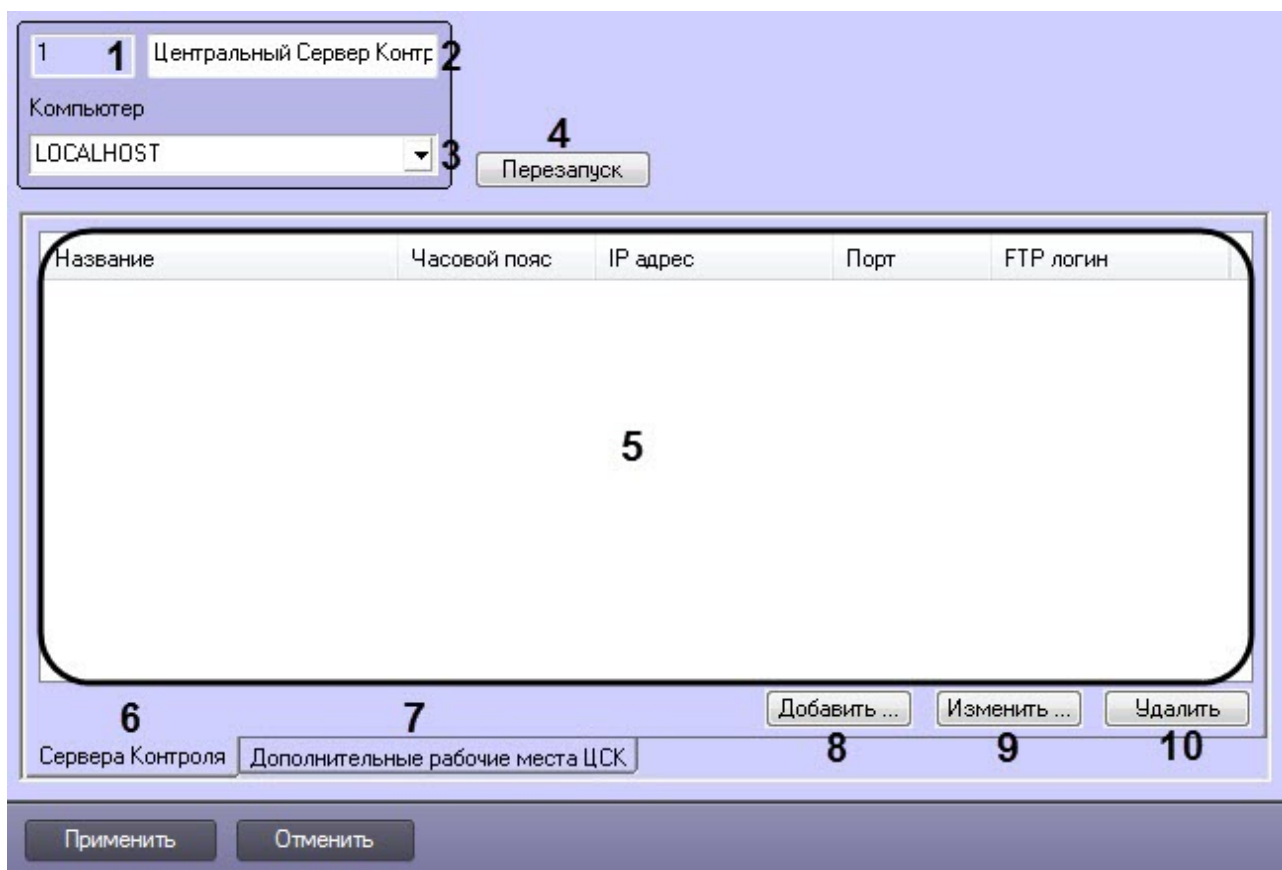 1 1 Центральный Сервер Контр 2
Компьютер
LOCALHOST 3
4
Перезапуск
Название Часовой пояс IP адрес Порт FTP логин
5
Добавить ... Изменить ... Удалить
6 7
8 9 10
Сервера Контроля Дополнительные рабочие места ЦСК
Применить Отменить